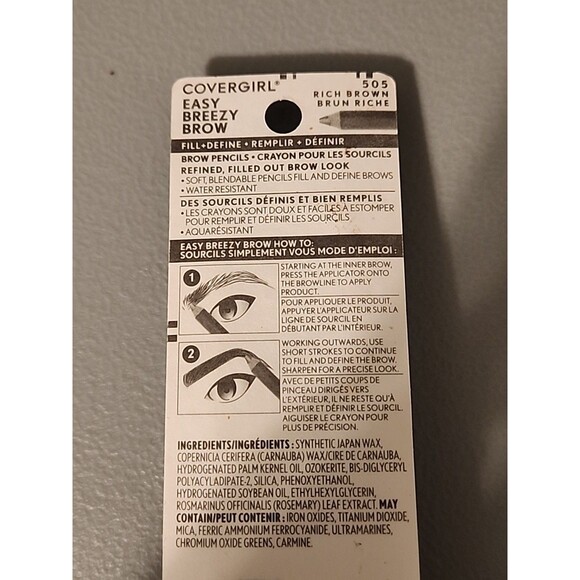 COVERGIRL®
EASY
BREEZY
BROW
505
RICH BROWN
BRUN RICHE
FILL+DEFINE • REMPLIR + DÉFINIR
BROW PENCILS • CRAYON POUR LES SOURCILS
REFINED, FILLED OUT BROW LOOK
• SOFT, BLENDABLE PENCILS FILL AND DEFINE BROWS
• WATER RESISTANT
DES SOURCILS DÉFINIS ET BIEN REMPLIS
• LES CRAYONS SONT DOUX ET FACILES À ESTOMPER
POUR REMPLIR ET DÉFINIR LES SOURCILS.
• AQUARÉSISTANT
EASY BREEZY BROW HOW TO:
SOURCILS SIMPLEMENT VOUS MODE D'EMPLOI :
1
STARTING AT THE INNER BROW,
PRESS THE APPLICATOR ONTO
THE BROWLINE TO APPLY
PRODUCT.
POUR APPLIQUER LE PRODUIT,
APPUYER L'APPLICATEUR SUR LA
LIGNE DE SOURCIL EN
DÉBUTANT PAR L'INTÉRIEUR.
2
WORKING OUTWARDS, USE
SHORT STROKES TO CONTINUE
TO FILL AND DEFINE THE BROW.
SHARPEN FOR A PRECISE LOOK.
AVEC DE PETITS COUPS DE
PINCEAU DIRIGÉS VERS
L'EXTÉRIEUR, IL NE RESTE QU'À
REMPLIR ET DÉFINIR LE SOURCIL.
AIGUISER LE CRAYON POUR
PLUS DE PRÉCISION.
INGREDIENTS/INGRÉDIENTS : SYNTHETIC JAPAN WAX,
COPERNICIA CERIFERA (CARNAUBA) WAX/CIRE DE CARNAUBA,
HYDROGENATED PALM KERNEL OIL, OZOKERITE, BIS-DIGLYCERYL
POLYACYLADIPATE-2, SILICA, PHENOXYETHANOL,
HYDROGENATED SOYBEAN OIL, ETHYLHEXYLGLYCERIN,
ROSMARINUS OFFICINALIS (ROSEMARY) LEAF EXTRACT. MAY
CONTAIN/PEUT CONTENIR : IRON OXIDES, TITANIUM DIOXIDE,
MICA, FERRIC AMMONIUM FERROCYANIDE, ULTRAMARINES,
CHROMIUM OXIDE GREENS, CARMINE.